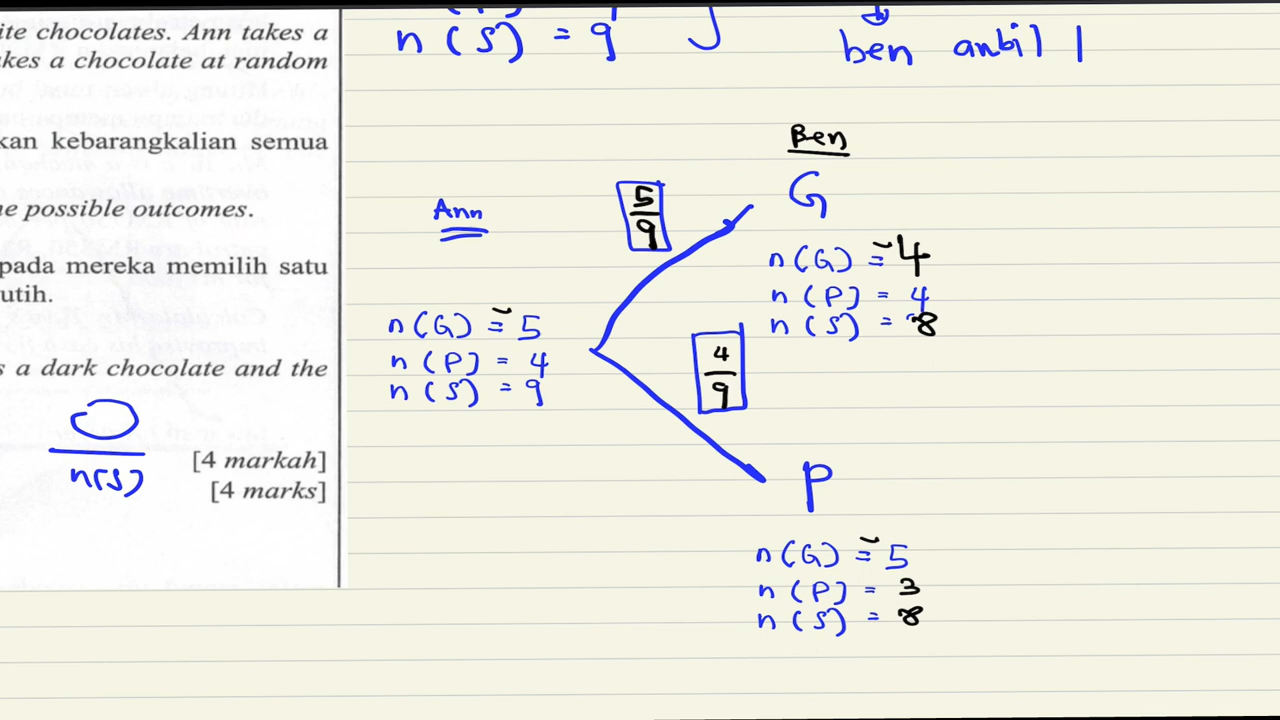 ite chocolates. Ann takes a
kes a chocolate at random
kan kebarangkalian semua
e possible outcomes.
pada mereka memilih satu
utih.
s a dark chocolate and the
n(S)
[4 markah]
[4 marks]
n(S) = 9
ben ambil 1
Ben
G
Ann
5/9
n(G) = 4
n(P) = 4
n(S) = 8
n(G) = 5
n(P) = 4
n(S) = 9
4/9
P
n(G) = 5
n(P) = 3
n(S) = 8